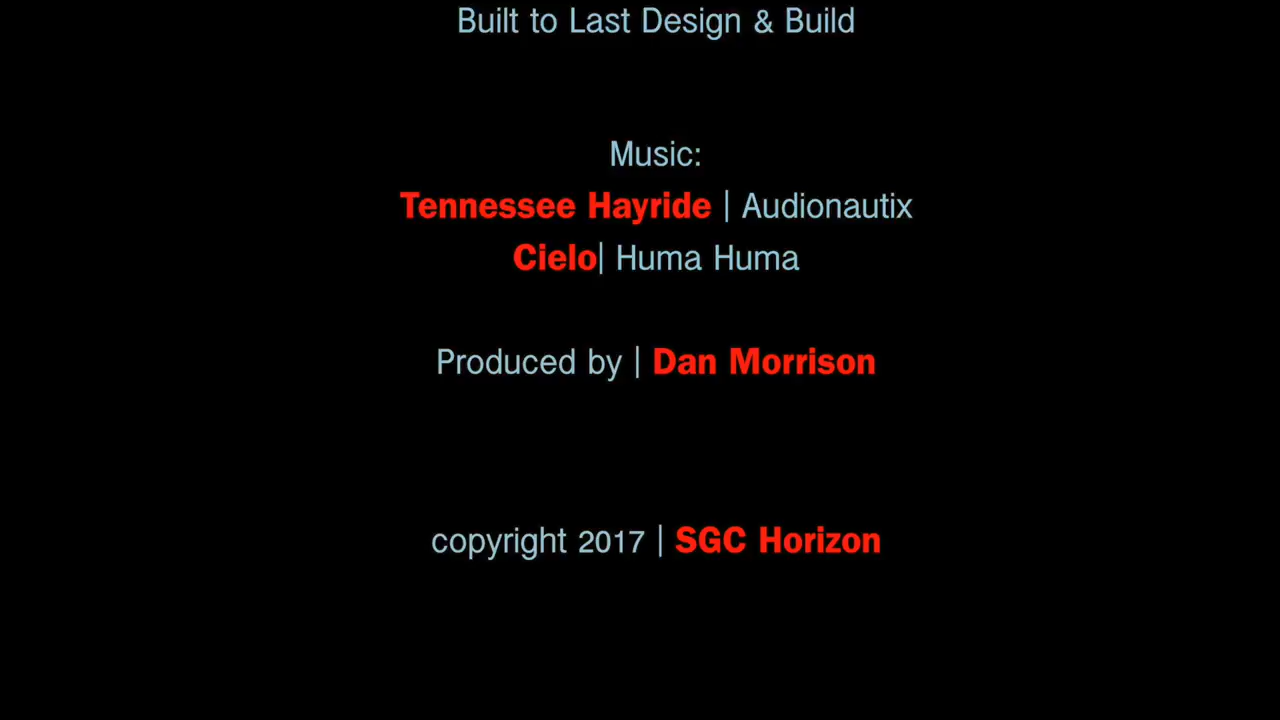 Built to Last Design & Build
Music:
Tennessee Hayride | Audionautix
Cielo| Huma Huma
Produced by | Dan Morrison
copyright 2017 | SGC Horizon